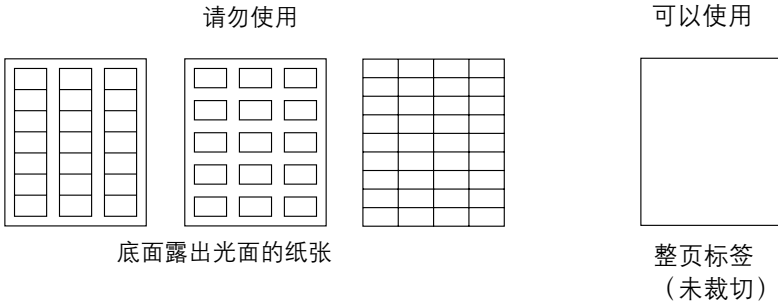 请勿使用
可以使用
底面露出光面的纸张
整页标签
（未裁切）